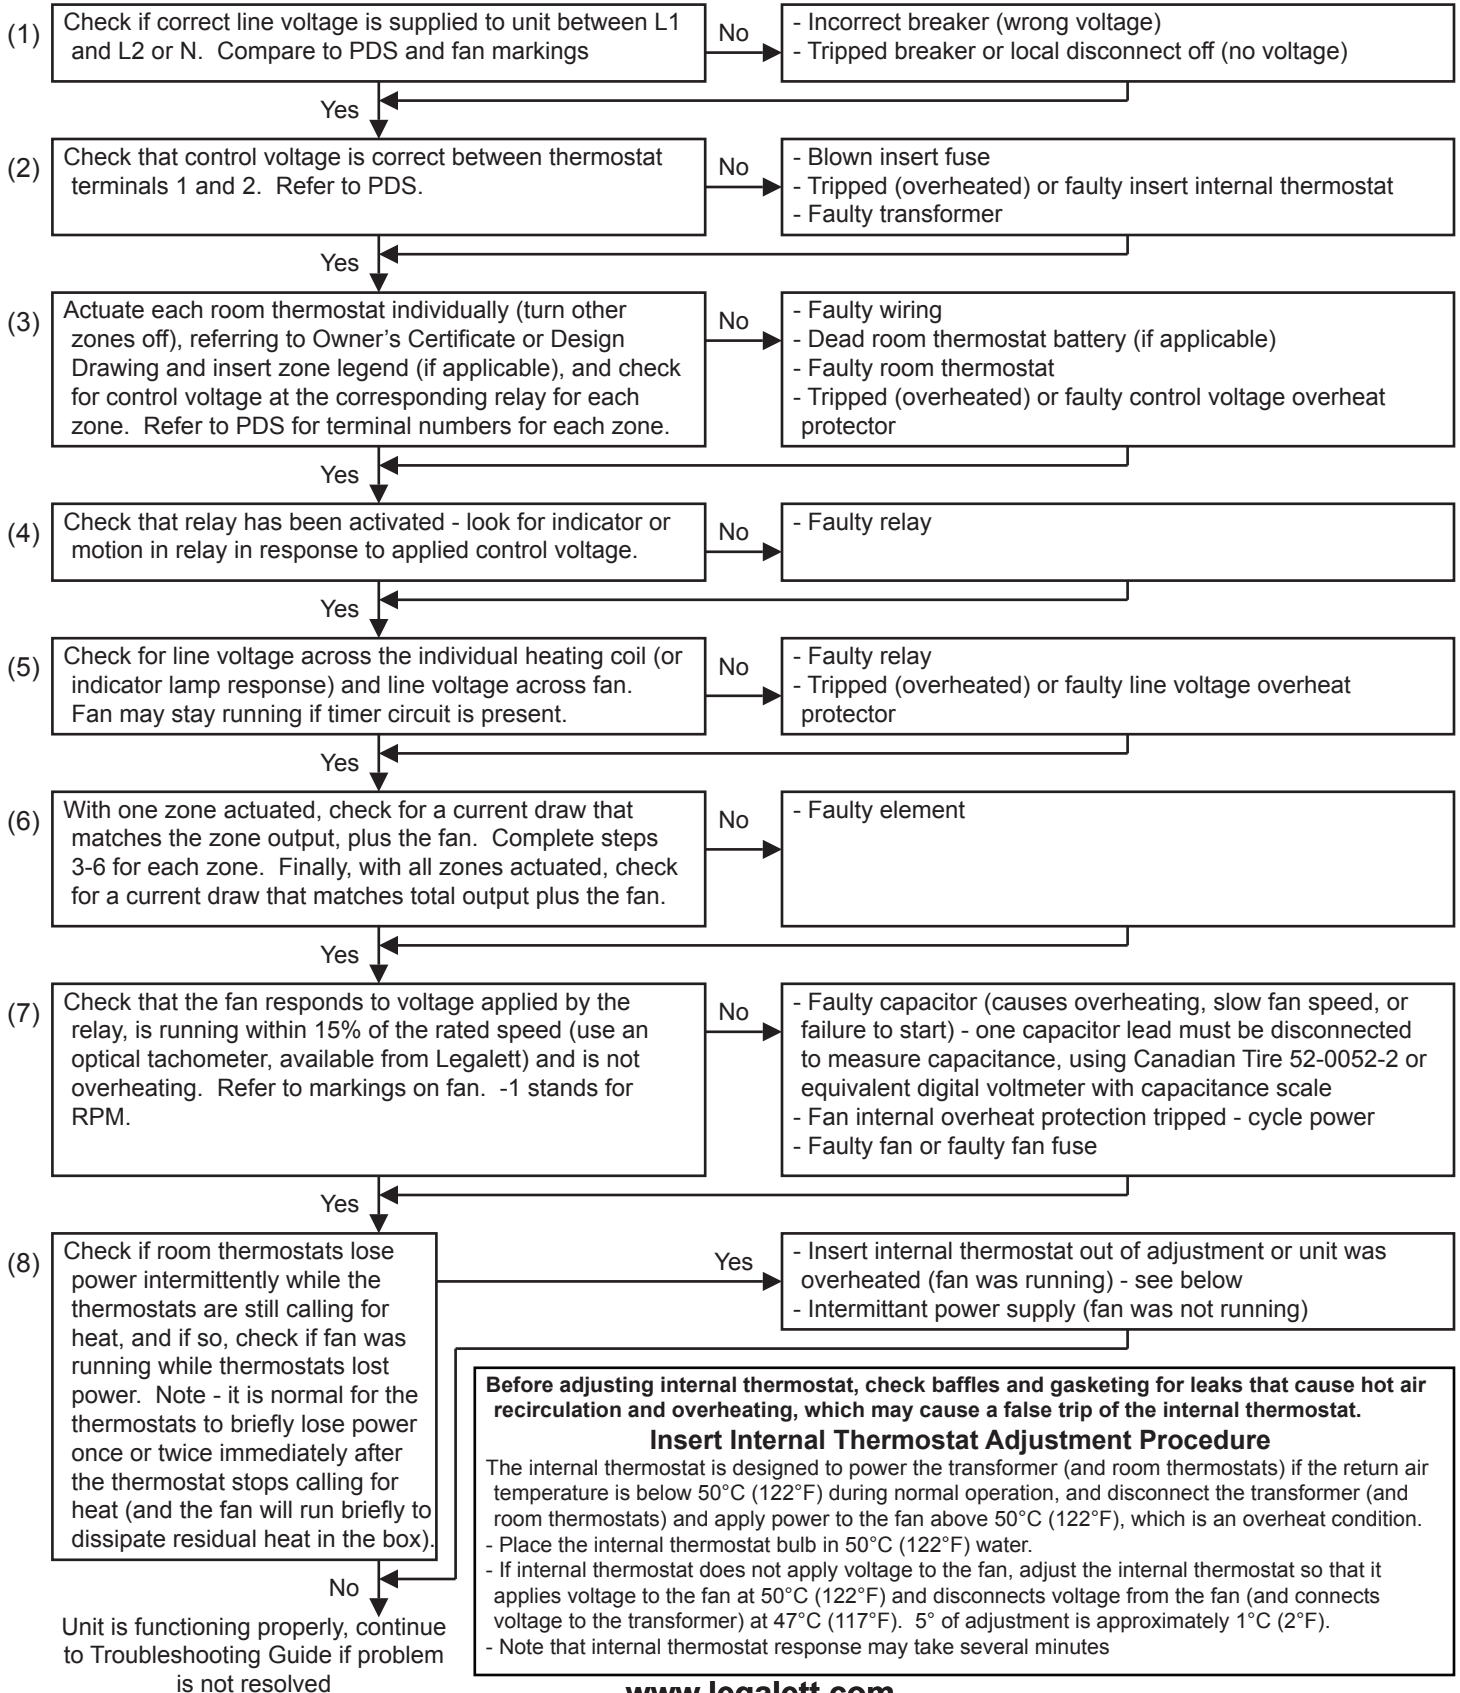 (1)
Check if correct line voltage is supplied to unit between L1
and L2 or N. Compare to PDS and fan markings
No
- Incorrect breaker (wrong voltage)
- Tripped breaker or local disconnect off (no voltage)
Yes
(2)
Check that control voltage is correct between thermostat
terminals 1 and 2. Refer to PDS.
No
- Blown insert fuse
- Tripped (overheated) or faulty insert internal thermostat
- Faulty transformer
Yes
(3)
Actuate each room thermostat individually (turn other
zones off), referring to Owner's Certificate or Design
Drawing and insert zone legend (if applicable), and check
for control voltage at the corresponding relay for each
zone. Refer to PDS for terminal numbers for each zone.
No
- Faulty wiring
- Dead room thermostat battery (if applicable)
- Faulty room thermostat
- Tripped (overheated) or faulty control voltage overheat
protector
Yes
(4)
Check that relay has been activated - look for indicator or
motion in relay in response to applied control voltage.
No
- Faulty relay
Yes
(5)
Check for line voltage across the individual heating coil (or
indicator lamp response) and line voltage across fan.
Fan may stay running if timer circuit is present.
No
- Faulty relay
- Tripped (overheated) or faulty line voltage overheat
protector
Yes
(6)
With one zone actuated, check for a current draw that
matches the zone output, plus the fan. Complete steps
3-6 for each zone. Finally, with all zones actuated, check
for a current draw that matches total output plus the fan.
No
- Faulty element
Yes
(7)
Check that the fan responds to voltage applied by the
relay, is running within 15% of the rated speed (use an
optical tachometer, available from Legalett) and is not
overheating. Refer to markings on fan. -1 stands for
RPM.
No
- Faulty capacitor (causes overheating, slow fan speed, or
failure to start) - one capacitor lead must be disconnected
to measure capacitance, using Canadian Tire 52-0052-2 or
equivalent digital voltmeter with capacitance scale
- Fan internal overheat protection tripped - cycle power
- Faulty fan or faulty fan fuse
Yes
(8)
Check if room thermostats lose
power intermittently while the
thermostats are still calling for
heat, and if so, check if fan was
running while thermostats lost
power. Note - it is normal for the
thermostats to briefly lose power
once or twice immediately after
the thermostat stops calling for
heat (and the fan will run briefly to
dissipate residual heat in the box).
Yes
- Insert internal thermostat out of adjustment or unit was
overheated (fan was running) - see below
- Intermittant power supply (fan was not running)
No
Unit is functioning properly, continue
to Troubleshooting Guide if problem
is not resolved
Before adjusting internal thermostat, check baffles and gasketing for leaks that cause hot air
recirculation and overheating, which may cause a false trip of the internal thermostat.
Insert Internal Thermostat Adjustment Procedure
The internal thermostat is designed to power the transformer (and room thermostats) if the return air
temperature is below 50°C (122°F) during normal operation, and disconnect the transformer (and
room thermostats) and apply power to the fan above 50°C (122°F), which is an overheat condition.
- Place the internal thermostat bulb in 50°C (122°F) water.
- If internal thermostat does not apply voltage to the fan, adjust the internal thermostat so that it
applies voltage to the fan at 50°C (122°F) and disconnects voltage from the fan (and connects
voltage to the transformer) at 47°C (117°F). 5° of adjustment is approximately 1°C (2°F).
- Note that internal thermostat response may take several minutes
www.legalett.com